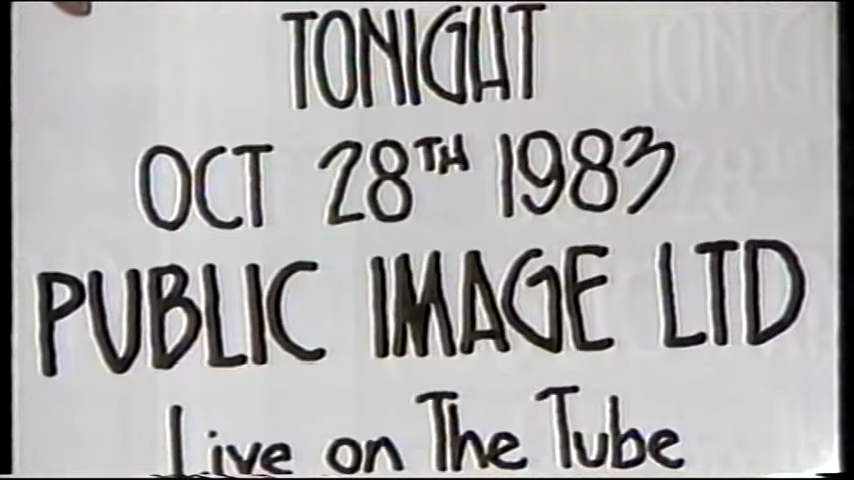 TONIGHT
OCT 28TH 1983
PUBLIC IMAGE LTD
Live on The Tube